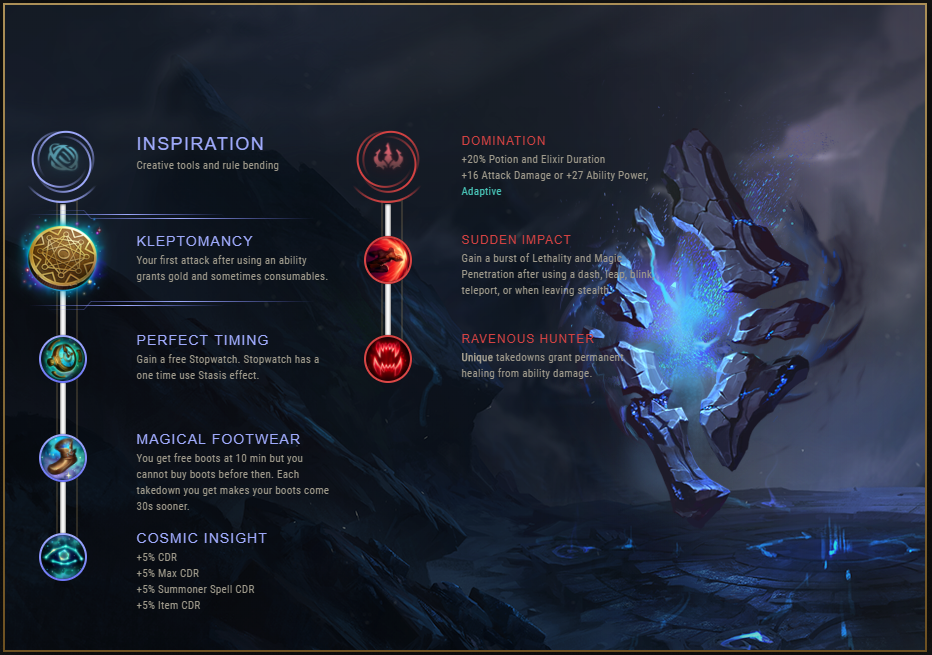 INSPIRATION
Creative tools and rule bending
KLEPTOMANCY
Your first attack after using an ability
grants gold and sometimes consumables.
PERFECT TIMING
Gain a free Stopwatch. Stopwatch has a
one time use Stasis effect.
MAGICAL FOOTWEAR
You get free boots at 10 min but you
cannot buy boots before then. Each
takedown you get makes your boots come
30s sooner.
COSMIC INSIGHT
+5% CDR
+5% Max CDR
+5% Summoner Spell CDR
+5% Item CDR
DOMINATION
+20% Potion and Elixir Duration
+16 Attack Damage or +27 Ability Power,
Adaptive
SUDDEN IMPACT
Gain a burst of Lethality and Magic
Penetration after using a dash, leap, blink,
teleport, or when leaving stealth.
RAVENOUS HUNTER
Unique takedowns grant permanent
healing from ability damage.